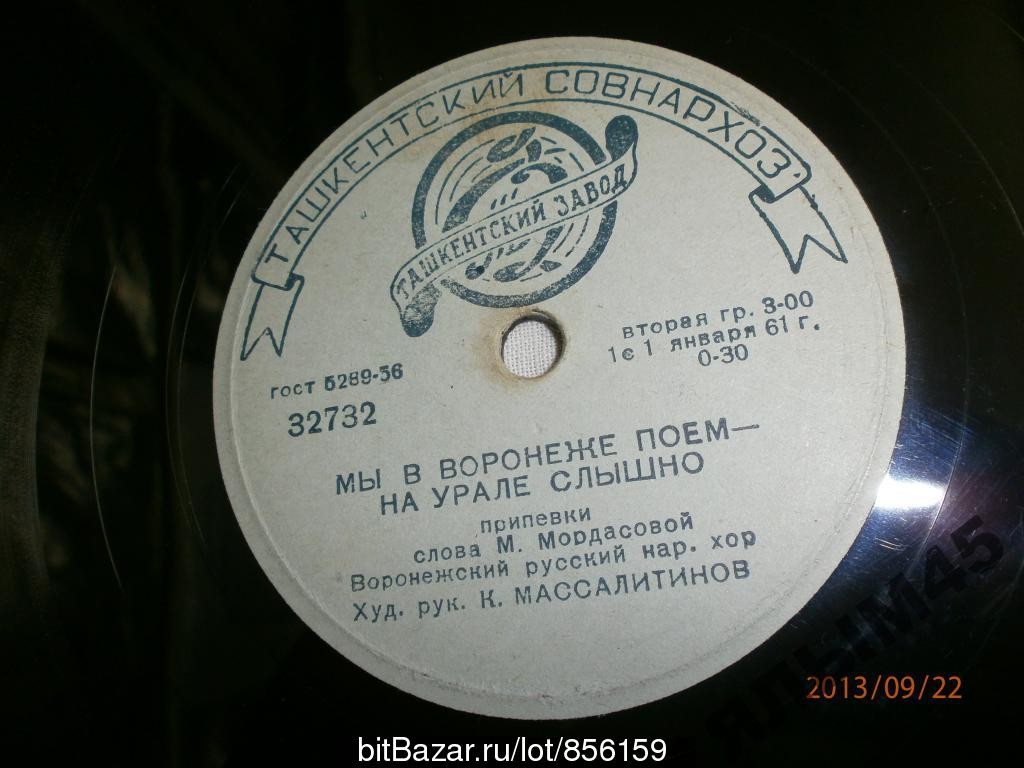 ТАШКЕНТСКИЙ СОВНАРХОЗ
ТАШКЕНТСКИЙ ЗАВОД
вторая гр. 3-00
1 с 1 января 61 г.
0-30
гост 5289-56
32732
МЫ В ВОРОНЕЖЕ ПОЕМ—
НА УРАЛЕ СЛЫШНО
припевки
слова М. Мордасовой
Воронежский русский нар. хор
Худ. рук. К. МАССАЛИТИНОВ
2013/09/22
bitBazar.ru/lot/856159